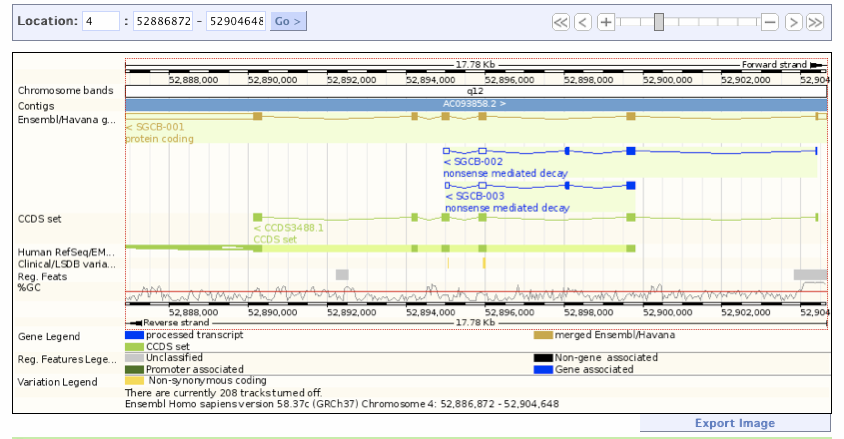 Location: 4 : 52886872 - 52904648 Go >
17.78 Kb Forward strand
52,888,000 52,890,000 52,892,000 52,894,000 52,896,000 52,898,000 52,900,000 52,902,000 52,904
Chromosome bands q12
Contigs AC093858.2 >
Ensembl/Havana g...
< SGCB-001
protein coding
< SGCB-002
nonsense mediated decay
< SGCB-003
nonsense mediated decay
CCDS set
< CCDS3488.1
CCDS set
Human RefSeq/EM...
Clinical/LSDB varia...
Reg. Feats
%GC
52,888,000 52,890,000 52,892,000 52,894,000 52,896,000 52,898,000 52,900,000 52,902,000 52,904
Reverse strand 17.78 Kb
Gene Legend processed transcript merged Ensembl/Havana
CCDS set
Reg. Features Lege... Unclassified Non-gene associated
Promoter associated Gene associated
Variation Legend Non-synonymous coding
There are currently 208 tracks turned off.
Ensembl Homo sapiens version 58.37c (GRCh37) Chromosome 4: 52,886,872 - 52,904,648
Export Image